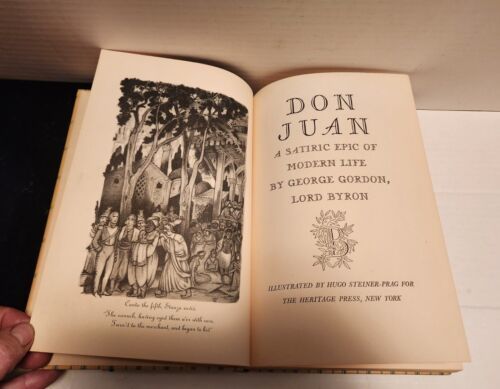 Canto the fifth, Stanza xxvii.
"The eunuch, having eyed them o'er with care,
Turn'd to the merchant, and begun to bid"
DON
JUAN
A SATIRIC EPIC OF
MODERN LIFE
BY GEORGE GORDON,
LORD BYRON
B
ILLUSTRATED BY HUGO STEINER-PRAG FOR
THE HERITAGE PRESS, NEW YORK